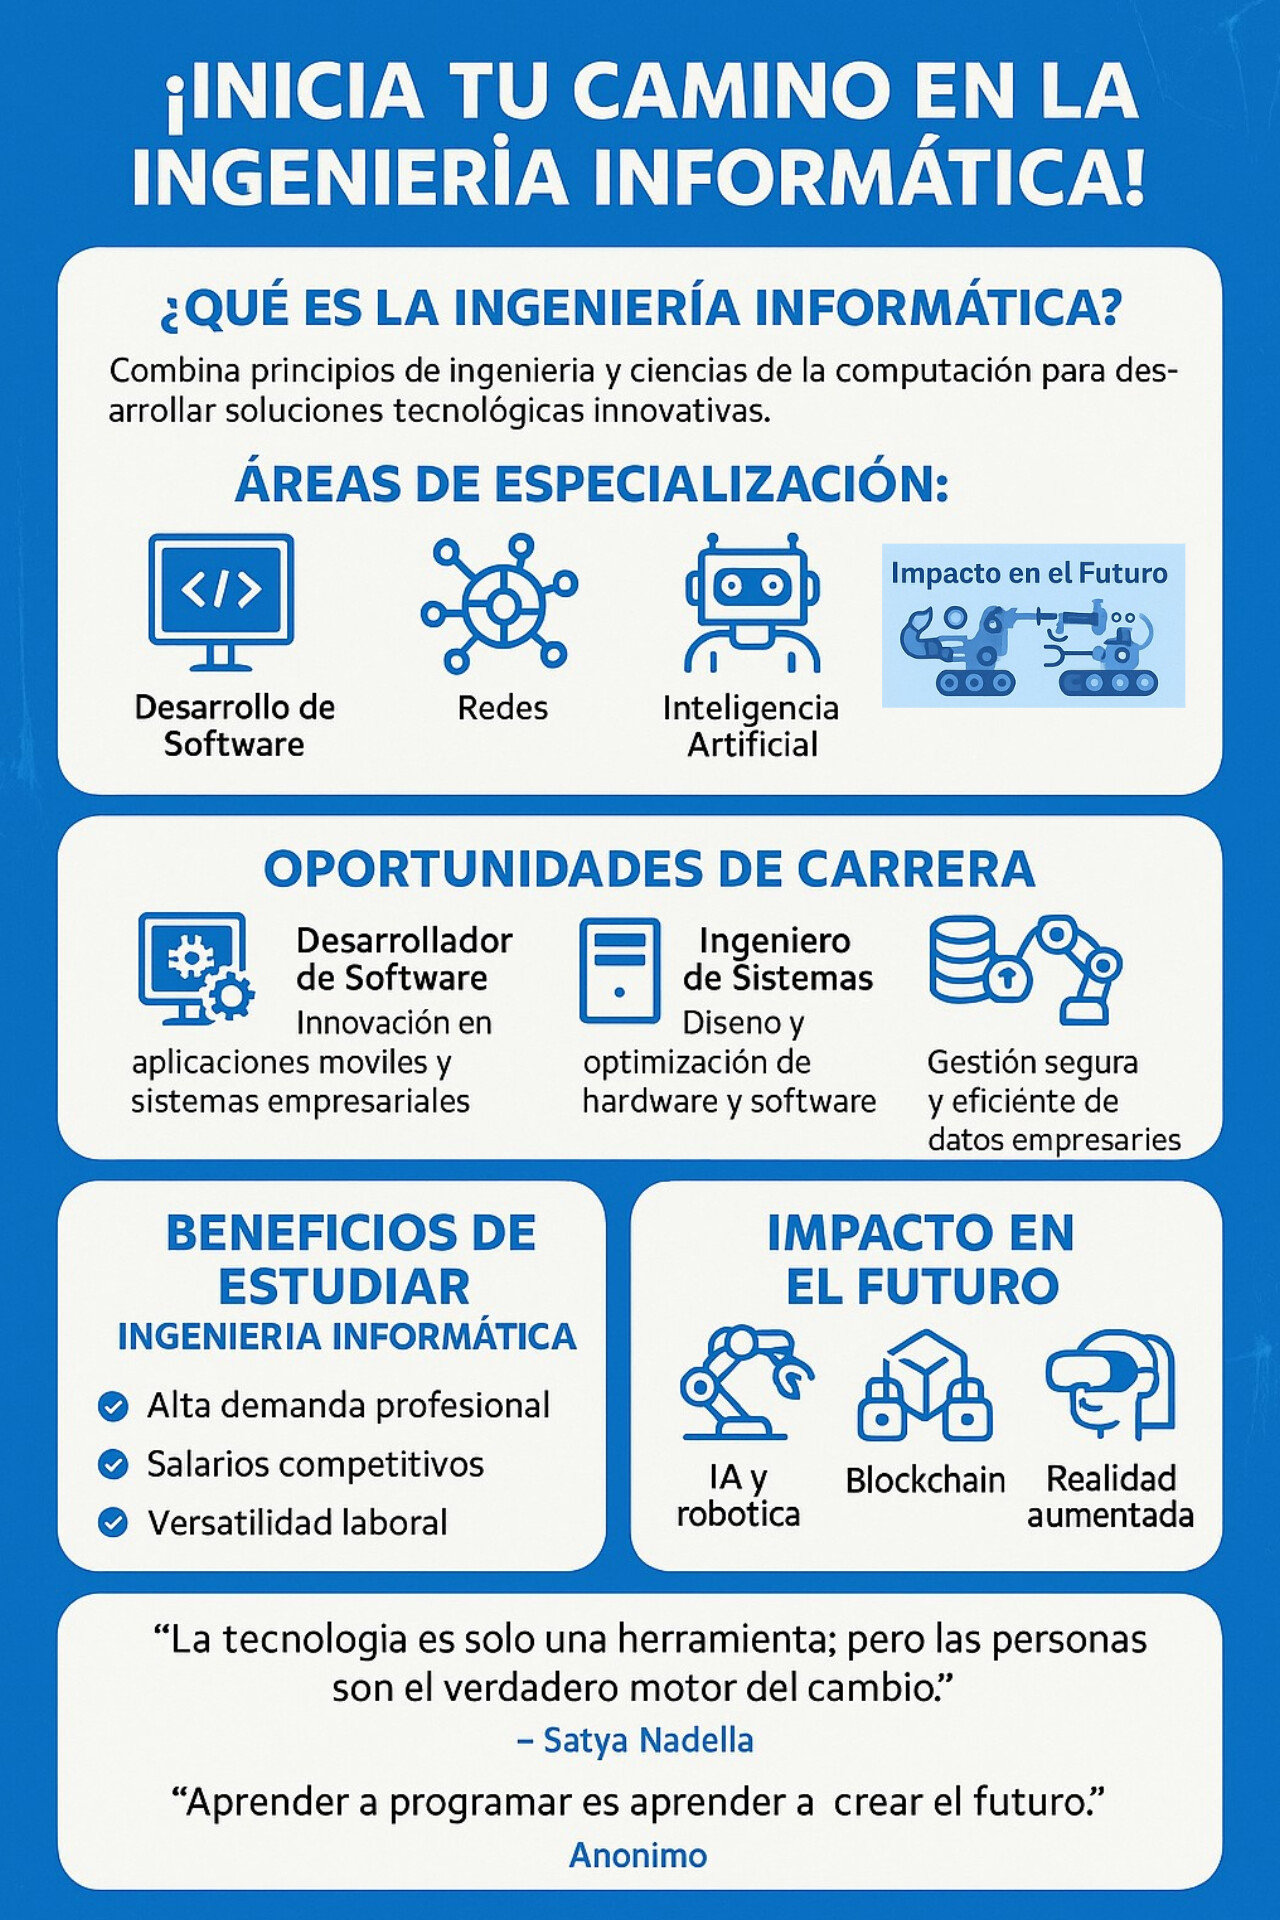 ¡INICIA TU CAMINO EN LA
INGENIERİA INFORMÁTICA!
¿QUÉ ES LA INGENIERÍA INFORMÁTICA?
Combina principios de ingenieria y ciencias de la computación para des-
arrollar soluciones tecnológicas innovativas.
ÁREAS DE ESPECIALIZACIÓN:
</>
Desarrollo de
Software
Redes
Inteligencia
Artificial
Impacto en el Futuro
OPORTUNIDADES DE CARRERA
Desarrollador
de Software
Innovación en
aplicaciones moviles y
sistemas empresariales
Ingeniero
de Sistemas
Diseno y
optimización de
hardware y software
Gestión segura
y eficiénte de
datos empresaries
BENEFICIOS DE
ESTUDIAR
INGENIERIA INFORMÁTICA
Alta demanda profesional
Salarios competitivos
Versatilidad laboral
IMPACTO EN
EL FUTURO
IA y
robotica
Blockchain
Realidad
aumentada
“La tecnologia es solo una herramienta; pero las personas
son el verdadero motor del cambio.”
– Satya Nadella
“Aprender a programar es aprender a crear el futuro.”
Anonimo